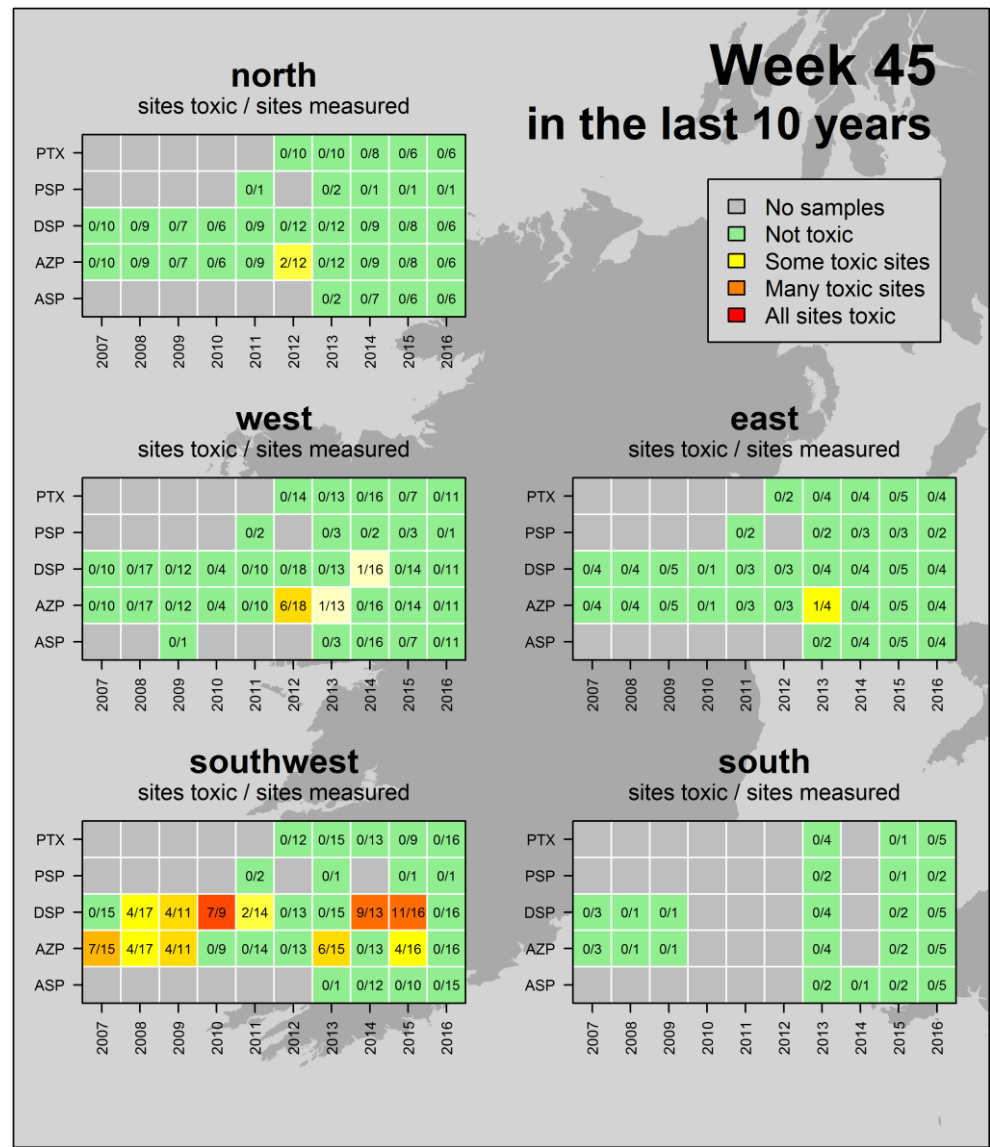 Week 45
in the last 10 years
No samples
Not toxic
Some toxic sites
Many toxic sites
All sites toxic
north
sites toxic / sites measured
PTX 0/10 0/10 0/8 0/6 0/6
PSP 0/1 0/2 0/1 0/1 0/1
DSP 0/10 0/9 0/7 0/6 0/9 0/12 0/12 0/9 0/8 0/6
AZP 0/10 0/9 0/7 0/6 0/9 2/12 0/12 0/9 0/8 0/6
ASP 0/2 0/7 0/6 0/6
2007 2008 2009 2010 2011 2012 2013 2014 2015 2016
west
sites toxic / sites measured
PTX 0/14 0/13 0/16 0/7 0/11
PSP 0/2 0/3 0/2 0/3 0/1
DSP 0/10 0/17 0/12 0/4 0/10 0/18 0/13 1/16 0/14 0/11
AZP 0/10 0/17 0/12 0/4 0/10 6/18 1/13 0/16 0/14 0/11
ASP 0/1 0/3 0/16 0/7 0/11
2007 2008 2009 2010 2011 2012 2013 2014 2015 2016
east
sites toxic / sites measured
PTX 0/2 0/4 0/4 0/5 0/4
PSP 0/2 0/2 0/3 0/3 0/2
DSP 0/4 0/4 0/5 0/1 0/3 0/3 0/4 0/4 0/5 0/4
AZP 0/4 0/4 0/5 0/1 0/3 0/3 1/4 0/4 0/5 0/4
ASP 0/2 0/4 0/5 0/4
2007 2008 2009 2010 2011 2012 2013 2014 2015 2016
southwest
sites toxic / sites measured
PTX 0/12 0/15 0/13 0/9 0/16
PSP 0/2 0/1 0/1 0/1
DSP 0/15 4/17 4/11 7/9 2/14 0/13 0/15 9/13 11/16 0/16
AZP 7/15 4/17 4/11 0/9 0/14 0/13 6/15 0/13 4/16 0/16
ASP 0/1 0/12 0/10 0/15
2007 2008 2009 2010 2011 2012 2013 2014 2015 2016
south
sites toxic / sites measured
PTX 0/4 0/1 0/5
PSP 0/2 0/1 0/2
DSP 0/3 0/1 0/1 0/4 0/2 0/5
AZP 0/3 0/1 0/1 0/4 0/2 0/5
ASP 0/2 0/1 0/2 0/5
2007 2008 2009 2010 2011 2012 2013 2014 2015 2016